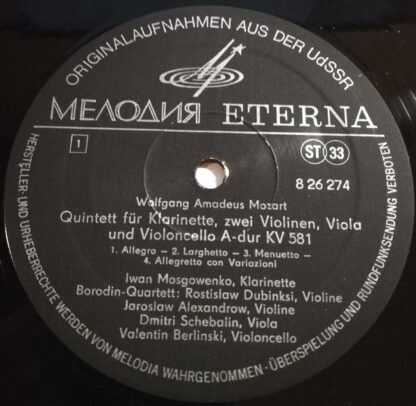 ORIGINALAUFNAHMEN AUS DER UdSSR
МЕЛОДИЯ ETERNA
1
ST 33
8 26 274
Wolfgang Amadeus Mozart
Quintett für Klarinette, zwei Violinen, Viola
und Violoncello A-dur KV 581
1. Allegro – 2. Larghetto – 3. Menuetto –
4. Allegretto con Variazioni
Iwan Mosgowenko, Klarinette
Borodin-Quartett: Rostislaw Dubinksi, Violine
Jaroslaw Alexandrow, Violine
Dmitri Schebalin, Viola
Valentin Berlinski, Violoncello
HERSTELLER- UND URHEBERRECHTE WERDEN VON MELODIA WAHRGENOMMEN · ÜBERSPIELUNG UND RUNDFUNKSENDUNG VERBOTEN